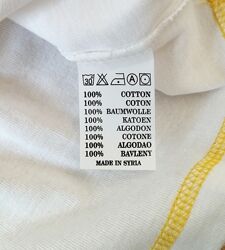 30
100% COTTON
100% COTON
100% BAUMWOLLE
100% KATOEN
100% ALGODON
100% COTONE
100% ALGODAO
100% BAVLENY
MADE IN SYRIA